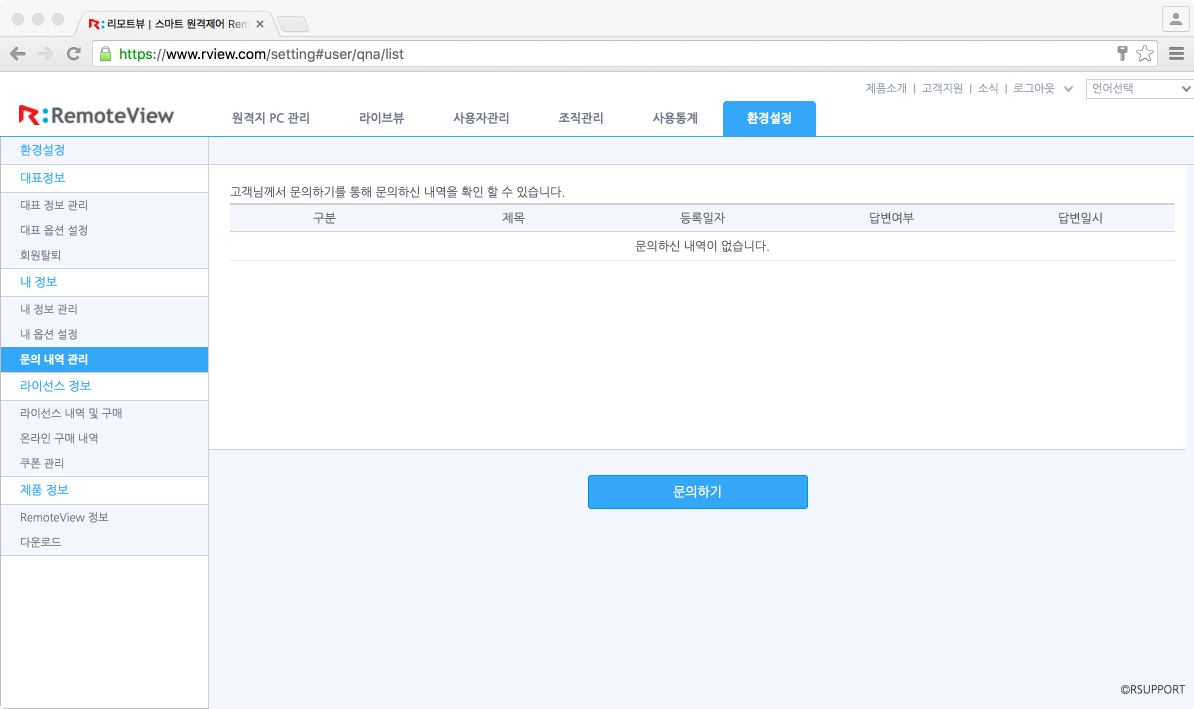 리모트뷰 | 스마트 원격제어 Rem
https://www.rview.com/setting#user/qna/list
제품소개 | 고객지원 | 소식 | 로그아웃 언어선택
R:RemoteView 원격지 PC 관리 라이브뷰 사용자관리 조직관리 사용통계 환경설정
환경설정
대표정보
대표 정보 관리
대표 옵션 설정
회원탈퇴
내 정보
내 정보 관리
내 옵션 설정
문의 내역 관리
라이선스 정보
라이선스 내역 및 구매
온라인 구매 내역
쿠폰 관리
제품 정보
RemoteView 정보
다운로드
고객님께서 문의하기를 통해 문의하신 내역을 확인 할 수 있습니다.
구분 제목 등록일자 답변여부 답변일시
문의하신 내역이 없습니다.
문의하기
©RSUPPORT